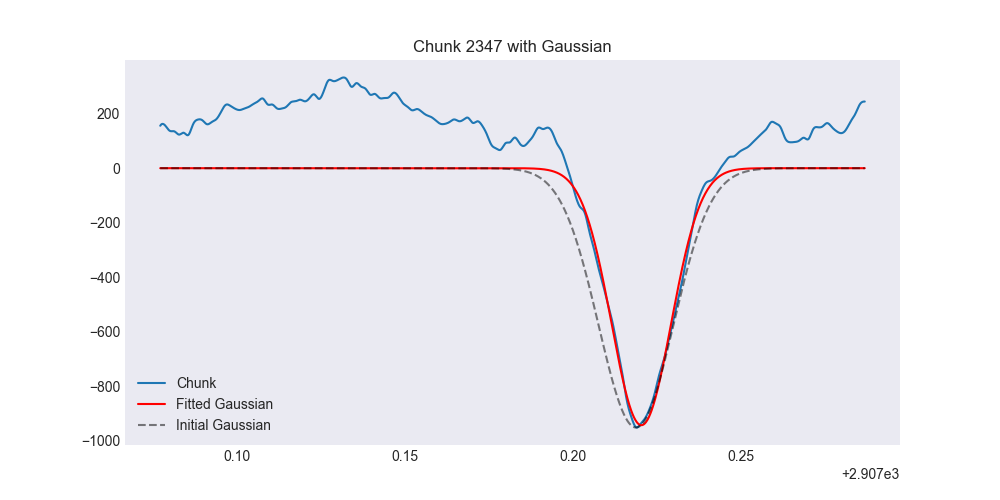 Chunk 2347 with Gaussian
200
0
−200
−400
−600
−800
−1000
Chunk
Fitted Gaussian
Initial Gaussian
0.10 0.15 0.20 0.25
+2.907e3